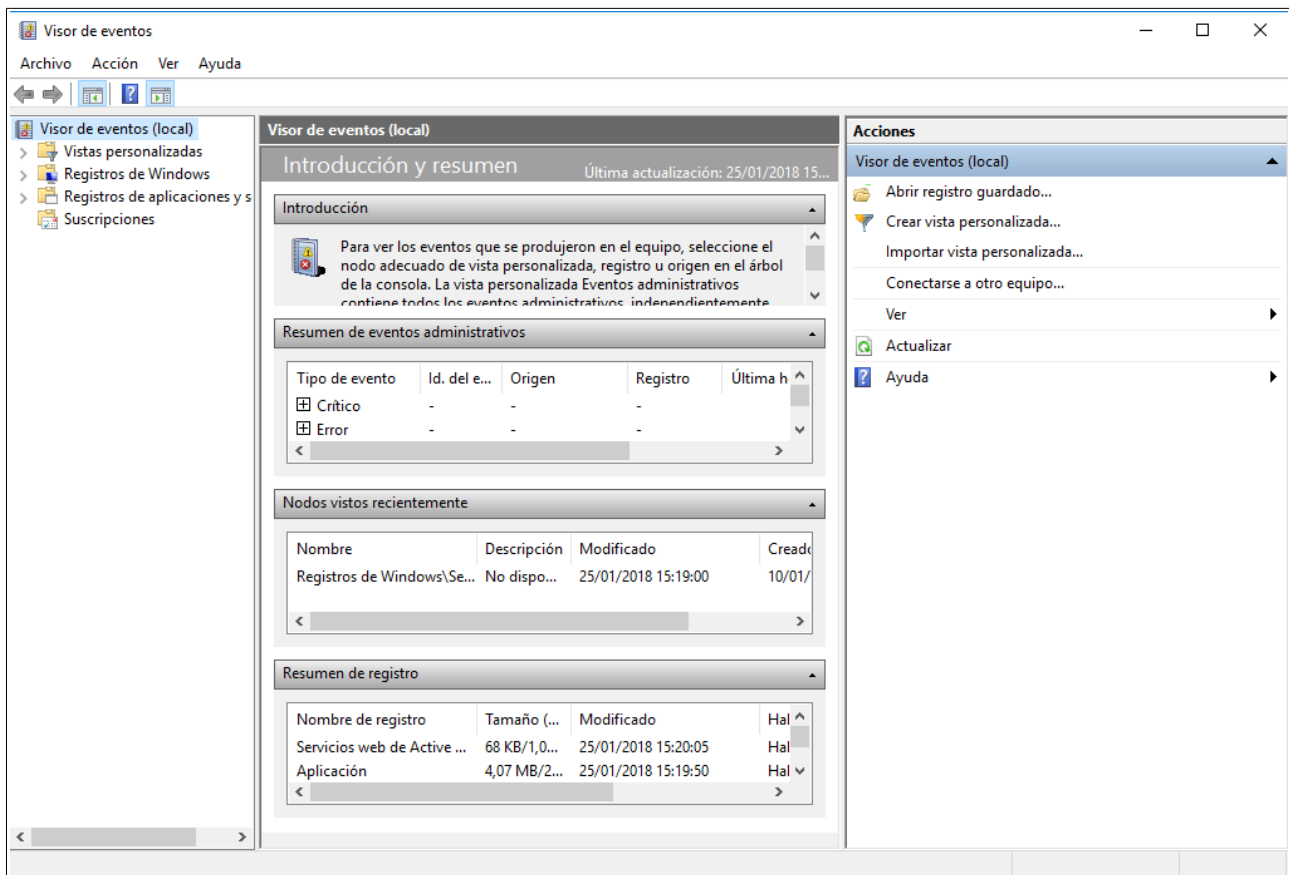 Visor de eventos
Archivo Acción Ver Ayuda
Visor de eventos (local)
Vistas personalizadas
Registros de Windows
Registros de aplicaciones y s
Suscripciones
Visor de eventos (local)
Introducción y resumen Última actualización: 25/01/2018 15...
Introducción
Para ver los eventos que se produjeron en el equipo, seleccione el
nodo adecuado de vista personalizada, registro u origen en el árbol
de la consola. La vista personalizada Eventos administrativos
contiene todos los eventos administrativos, independientemente
Resumen de eventos administrativos
Tipo de evento Id. del e... Origen Registro Última h
Crítico - - -
Error - - -
Nodos vistos recientemente
Nombre Descripción Modificado Creado
Registros de Windows\Se... No dispo... 25/01/2018 15:19:00 10/01/
Resumen de registro
Nombre de registro Tamaño (... Modificado Hal
Servicios web de Active ... 68 KB/1,0... 25/01/2018 15:20:05 Hal
Aplicación 4,07 MB/2... 25/01/2018 15:19:50 Hal
Acciones
Visor de eventos (local)
Abrir registro guardado...
Crear vista personalizada...
Importar vista personalizada...
Conectarse a otro equipo...
Ver
Actualizar
Ayuda